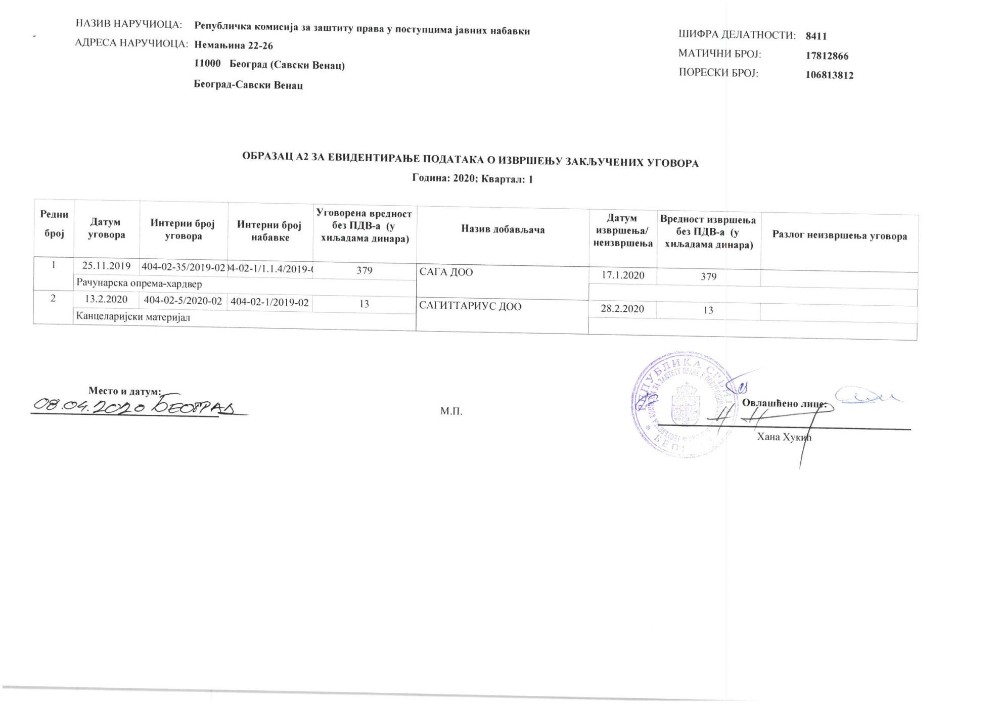 НАЗИВ НАРУЧИОЦА: Републичка комисија за заштиту права у поступцима јавних набавки
АДРЕСА НАРУЧИОЦА: Немањина 22-26
11000 Београд (Савски Венац)
Београд-Савски Венац
ШИФРА ДЕЛАТНОСТИ: 8411
МАТИЧНИ БРОЈ: 17812866
ПОРЕСКИ БРОЈ: 106813812
ОБРАЗАЦ А2 ЗА ЕВИДЕНТИРАЊЕ ПОДАТАКА О ИЗВРШЕЊУ ЗАКЉУЧЕНИХ УГОВОРА
Година: 2020; Квартал: 1
Редни број
Датум уговора
Интерни број уговора
Интерни број набавке
Уговорена вредност без ПДВ-а (у хиљадама динара)
Назив добављача
Датум извршења/ неизвршења
Вредност извршења без ПДВ-а (у хиљадама динара)
Разлог неизвршења уговора
1 25.11.2019 404-02-35/2019-02 04-02-1/1.1.4/2019-0 379 САГА ДОО 17.1.2020 379
Рачунарска опрема-хардвер
2 13.2.2020 404-02-5/2020-02 404-02-1/2019-02 13 САГИТТАРИУС ДОО 28.2.2020 13
Канцеларијски материјал
Место и датум:
08.04.2020 БЕОГРАД
М.П.
РЕПУБЛИКА СРБИЈА
ЗА ЗАШТИТУ ПРАВА У ПОСТУПЦИМА
Овлашћено лице:
Хана Хукић